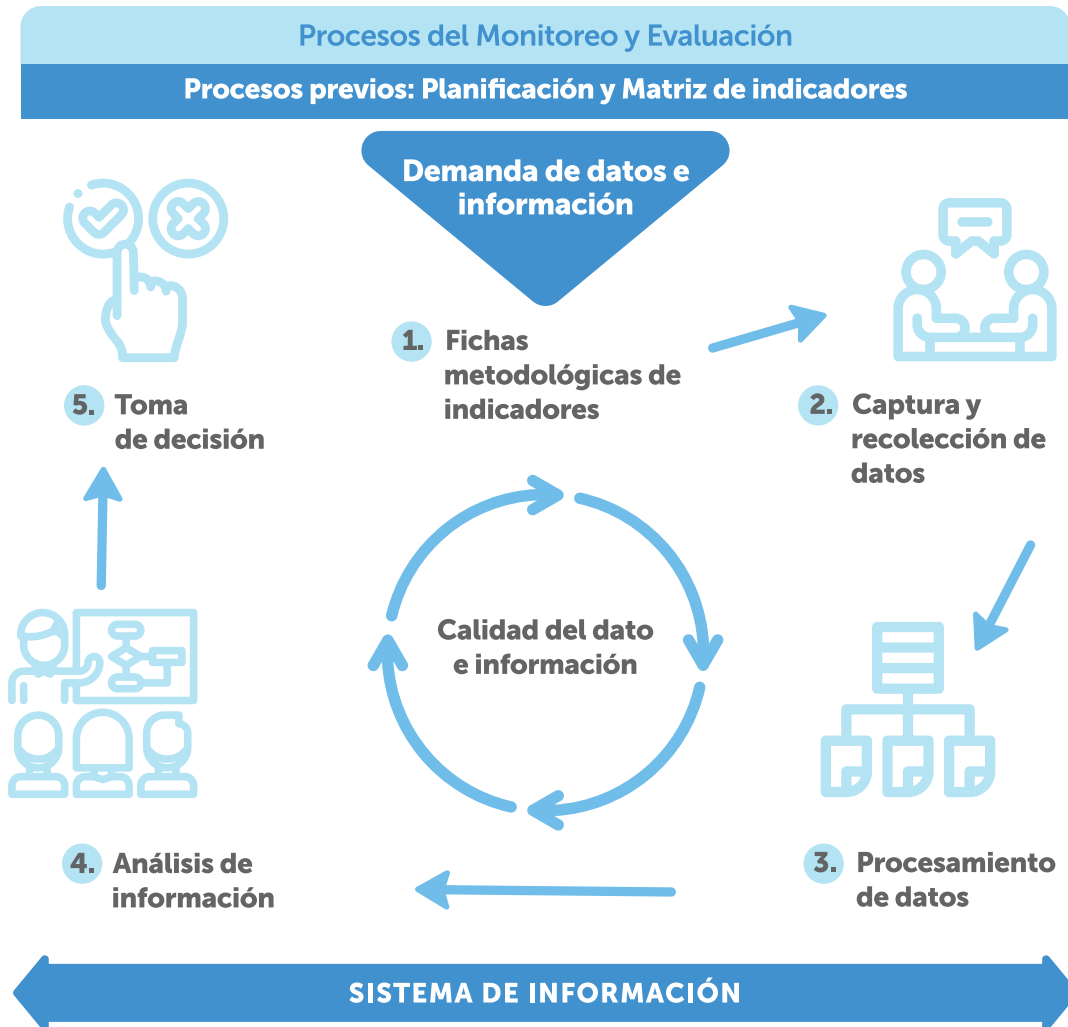 Procesos del Monitoreo y Evaluación
Procesos previos: Planificación y Matriz de indicadores
Demanda de datos e
información
1. Fichas
metodológicas de
indicadores
2. Captura y
recolección de
datos
3. Procesamiento
de datos
4. Análisis de
información
5. Toma
de decisión
Calidad del dato
e información
SISTEMA DE INFORMACIÓN